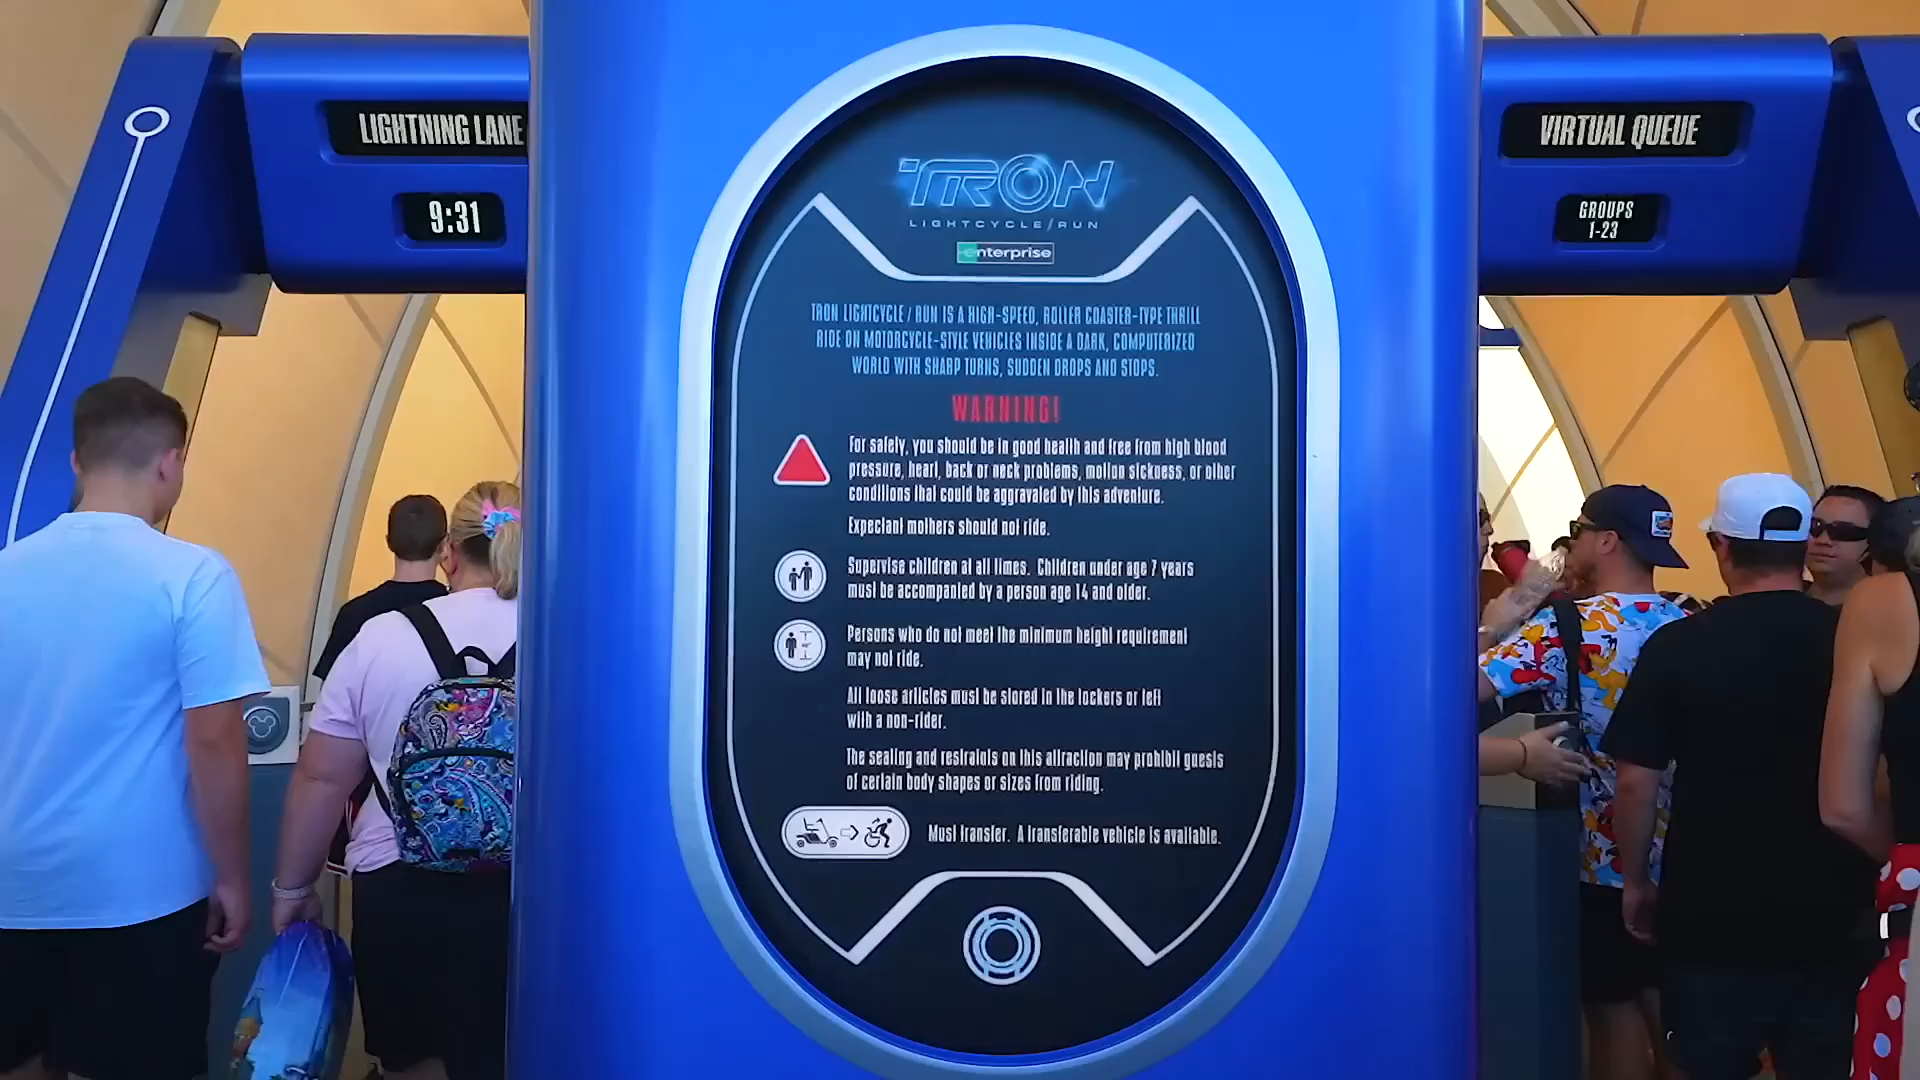 LIGHTNING LANE
9:31
TRON
LIGHTCYCLE / RUN
enterprise
TRON LIGHTCYCLE / RUN IS A HIGH-SPEED, ROLLER COASTER-TYPE THRILL
RIDE ON MOTORCYCLE-STYLE VEHICLES INSIDE A DARK, COMPUTERIZED
WORLD WITH SHARP TURNS, SUDDEN DROPS AND STOPS.
WARNING!
For safety, you should be in good health and free from high blood
pressure, heart, back or neck problems, motion sickness, or other
conditions that could be aggravated by this adventure.
Expectant mothers should not ride.
Supervise children at all times. Children under age 7 years
must be accompanied by a person age 14 and older.
Persons who do not meet the minimum height requirement
may not ride.
All loose articles must be stored in the lockers or left
with a non-rider.
The seating and restraints on this attraction may prohibit guests
of certain body shapes or sizes from riding.
Must transfer. A transferable vehicle is available.
VIRTUAL QUEUE
GROUPS
1-23